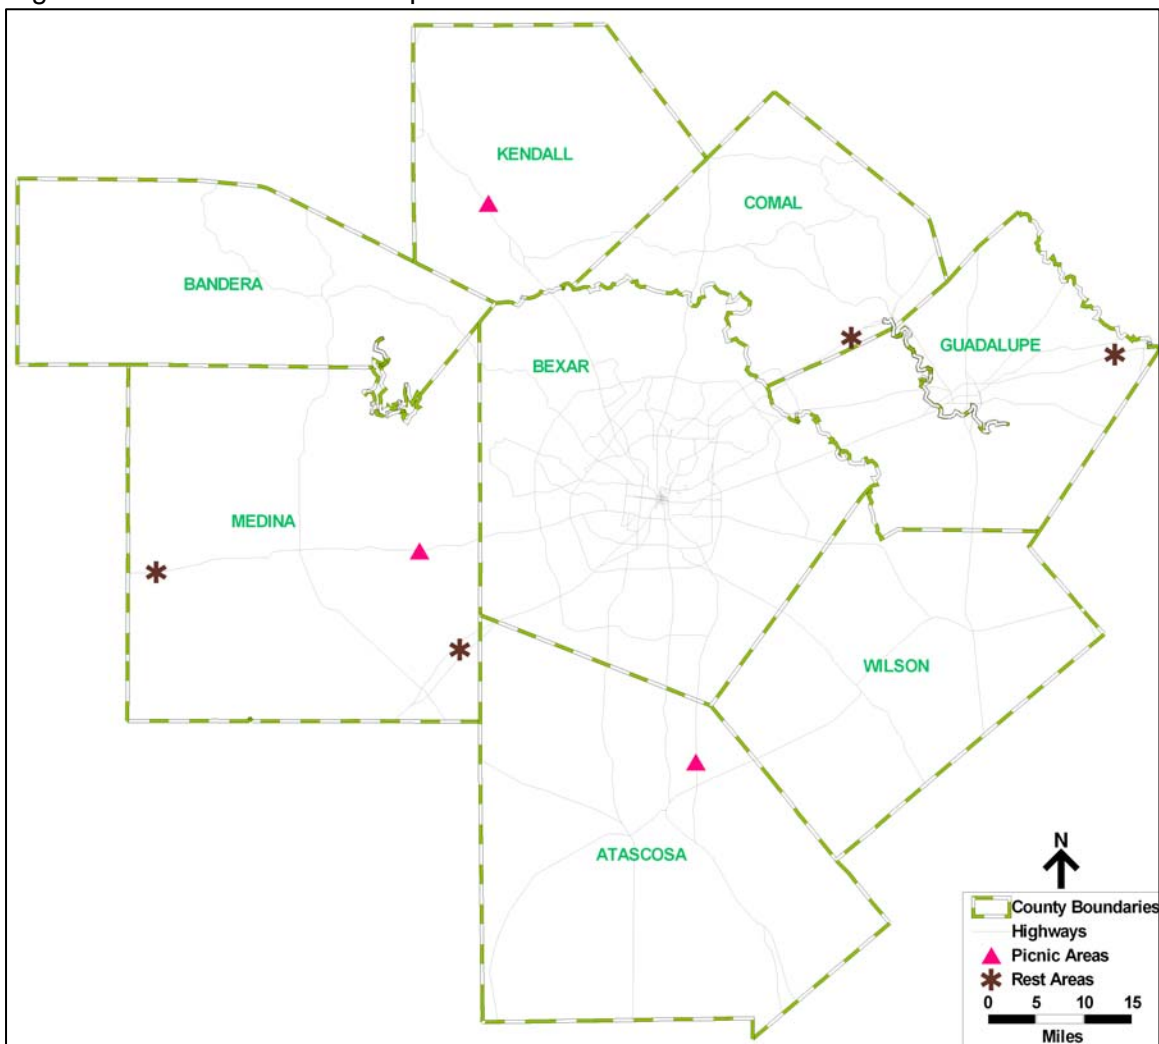 KENDALL
COMAL
BANDERA
GUADALUPE
BEXAR
MEDINA
WILSON
ATASCOSA
N
County Boundaries
Highways
Picnic Areas
Rest Areas
0 5 10 15
Miles